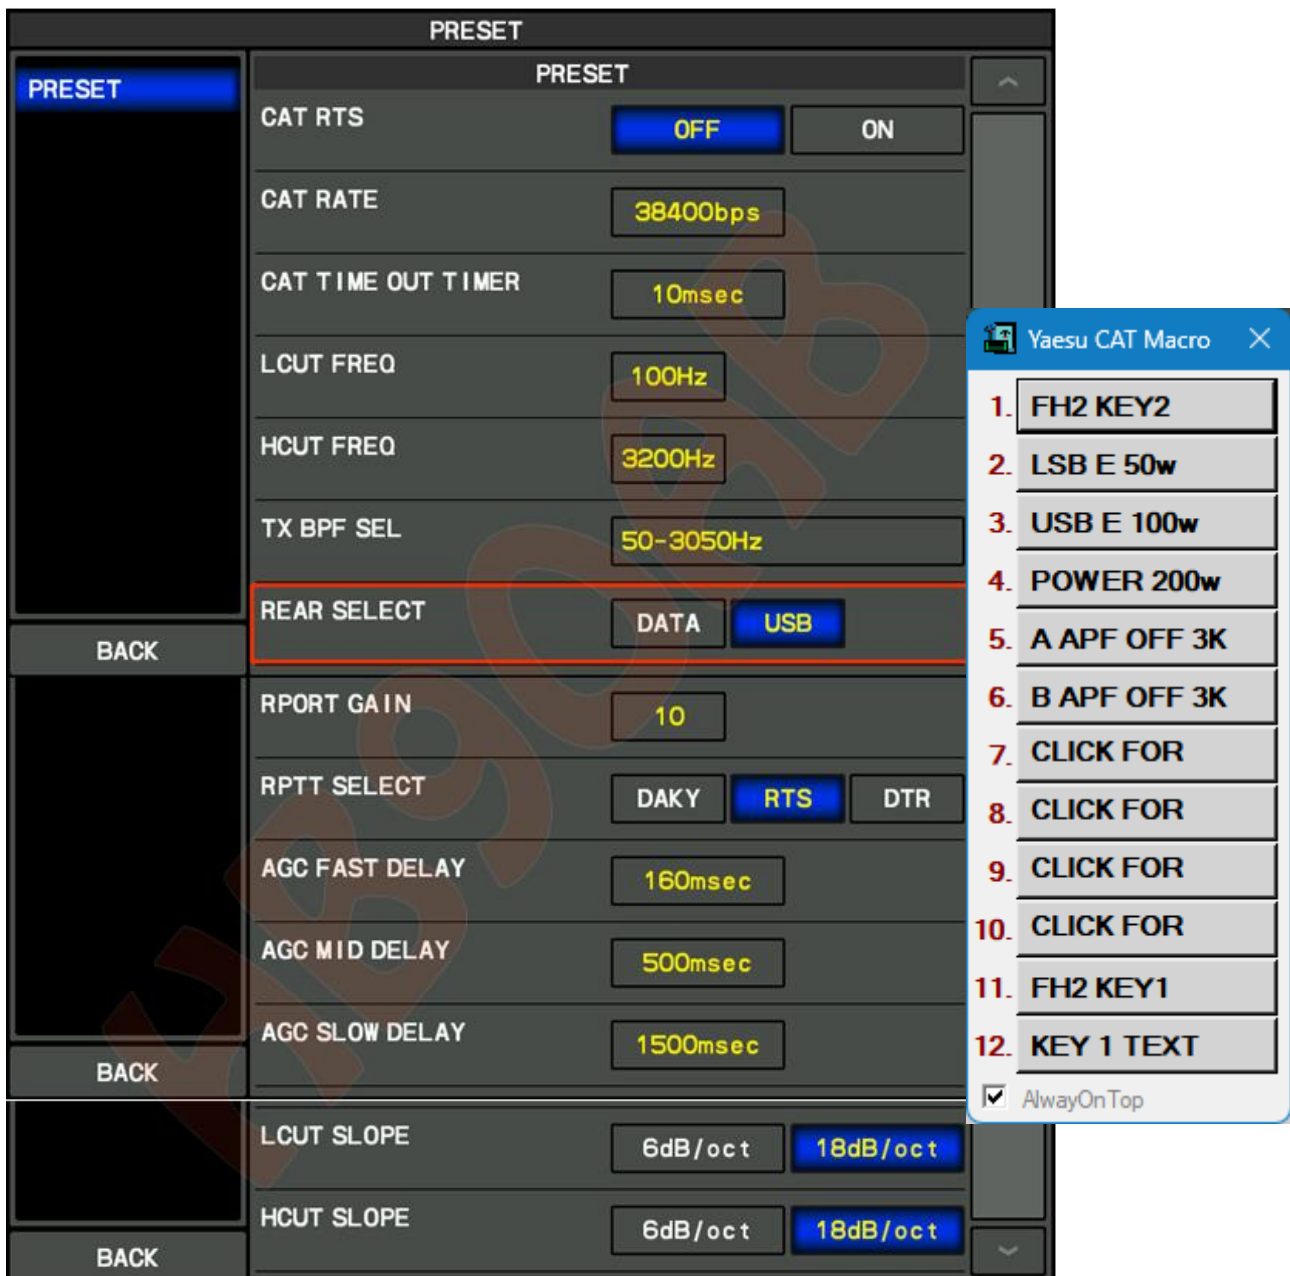 PRESET
PRESET
PRESET
CAT RTS OFF ON
CAT RATE 38400bps
CAT TIME OUT TIMER 10msec
LCUT FREQ 100Hz
HCUT FREQ 3200Hz
TX BPF SEL 50-3050Hz
REAR SELECT DATA USB
BACK
RPORT GAIN 10
RPTT SELECT DAKY RTS DTR
AGC FAST DELAY 160msec
AGC MID DELAY 500msec
AGC SLOW DELAY 1500msec
BACK
LCUT SLOPE 6dB/oct 18dB/oct
HCUT SLOPE 6dB/oct 18dB/oct
BACK
HB9OAB
Yaesu CAT Macro
1. FH2 KEY2
2. LSB E 50w
3. USB E 100w
4. POWER 200w
5. A APF OFF 3K
6. B APF OFF 3K
7. CLICK FOR
8. CLICK FOR
9. CLICK FOR
10. CLICK FOR
11. FH2 KEY1
12. KEY 1 TEXT
AlwayOnTop